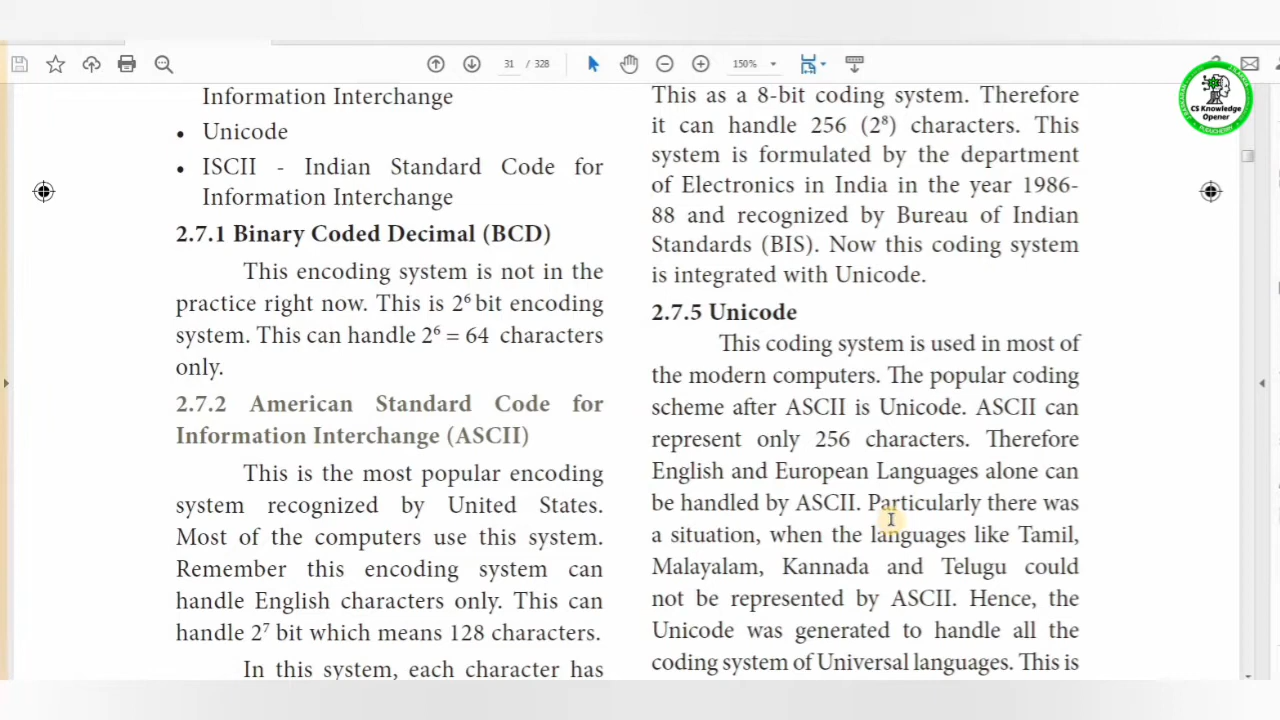 31 / 328
150%
CS Knowledge
Opener
Information Interchange
• Unicode
• ISCII - Indian Standard Code for
Information Interchange
2.7.1 Binary Coded Decimal (BCD)
This encoding system is not in the
practice right now. This is 2⁶ bit encoding
system. This can handle 2⁶ = 64 characters
only.
2.7.2 American Standard Code for
Information Interchange (ASCII)
This is the most popular encoding
system recognized by United States.
Most of the computers use this system.
Remember this encoding system can
handle English characters only. This can
handle 2⁷ bit which means 128 characters.
In this system, each character has
This as a 8-bit coding system. Therefore
it can handle 256 (2⁸) characters. This
system is formulated by the department
of Electronics in India in the year 1986-
88 and recognized by Bureau of Indian
Standards (BIS). Now this coding system
is integrated with Unicode.
2.7.5 Unicode
This coding system is used in most of
the modern computers. The popular coding
scheme after ASCII is Unicode. ASCII can
represent only 256 characters. Therefore
English and European Languages alone can
be handled by ASCII. Particularly there was
a situation, when the languages like Tamil,
Malayalam, Kannada and Telugu could
not be represented by ASCII. Hence, the
Unicode was generated to handle all the
coding system of Universal languages. This is